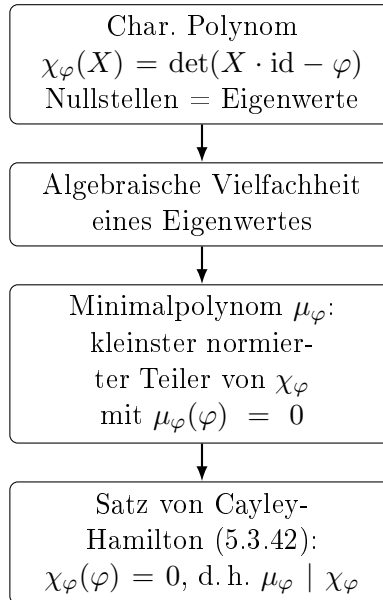 Char. Polynom
χ_φ(X) = det(X · id − φ)
Nullstellen = Eigenwerte
Algebraische Vielfachheit
eines Eigenwertes
Minimalpolynom μ_φ:
kleinster normier-
ter Teiler von χ_φ
mit μ_φ(φ) = 0
Satz von Cayley-
Hamilton (5.3.42):
χ_φ(φ) = 0, d. h. μ_φ | χ_φ